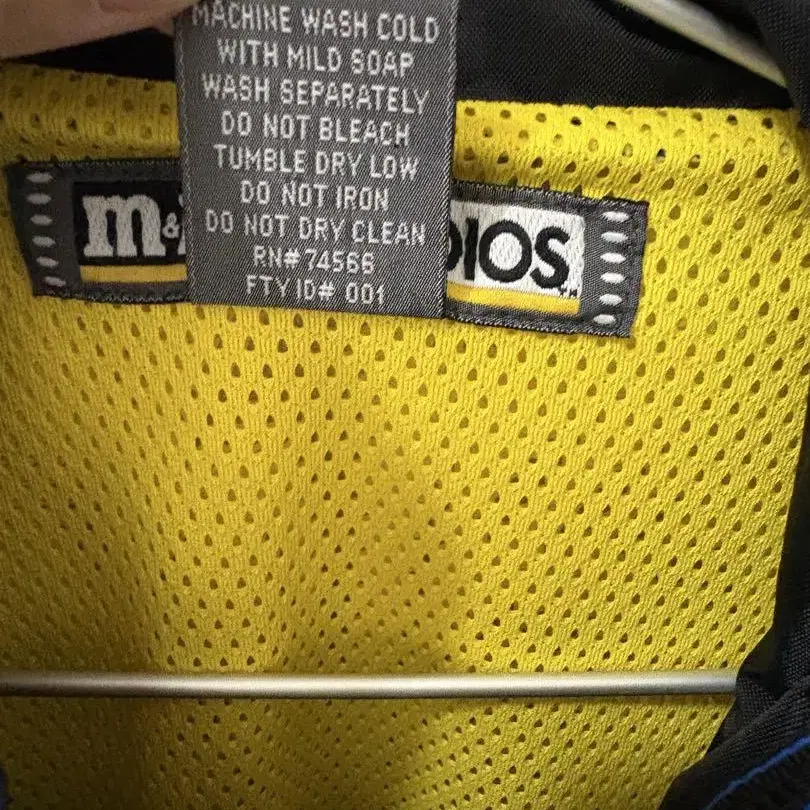 MACHINE WASH COLD
WITH MILD SOAP
WASH SEPARATELY
DO NOT BLEACH
TUMBLE DRY LOW
DO NOT IRON
DO NOT DRY CLEAN
RN# 74566
FTY ID# 001
m&
DIOS